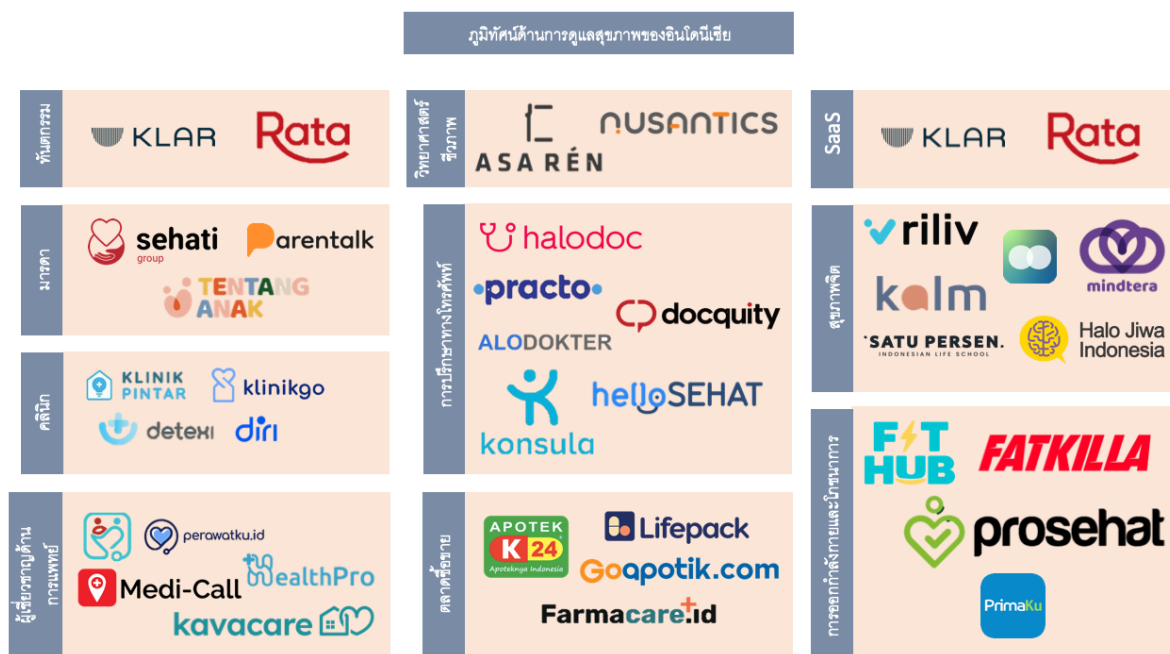 ภูมิทัศน์ด้านการดูแลสุขภาพของอินโดนีเซีย
ทันตกรรม
KLAR
Rata
มารดา
sehati
group
Parentalk
TENTANG
ANAK
คลินิก
KLINIK
PINTAR
klinikgo
detexi
diri
ผู้เชี่ยวชาญด้าน
การแพทย์
perawatku.id
Medi-Call
HealthPro
kavacare
วิทยาศาสตร์
ชีวภาพ
ASA RÉN
NUSANTICS
การปรึกษาทางโทรศัพท์
halodoc
practo
docquity
ALODOKTER
konsula
helloSEHAT
ตลาดซื้อขาย
APOTEK
K 24
Apoteknya Indonesia
Lifepack
Goapotik.com
Farmacare.id
SaaS
KLAR
Rata
สุขภาพจิต
riliv
mindtera
kalm
SATU PERSEN.
INDONESIAN LIFE SCHOOL
Halo Jiwa
Indonesia
การออกกำลังกายและโภชนาการ
FIT
HUB
FATKILLA
prosehat
PrimaKu